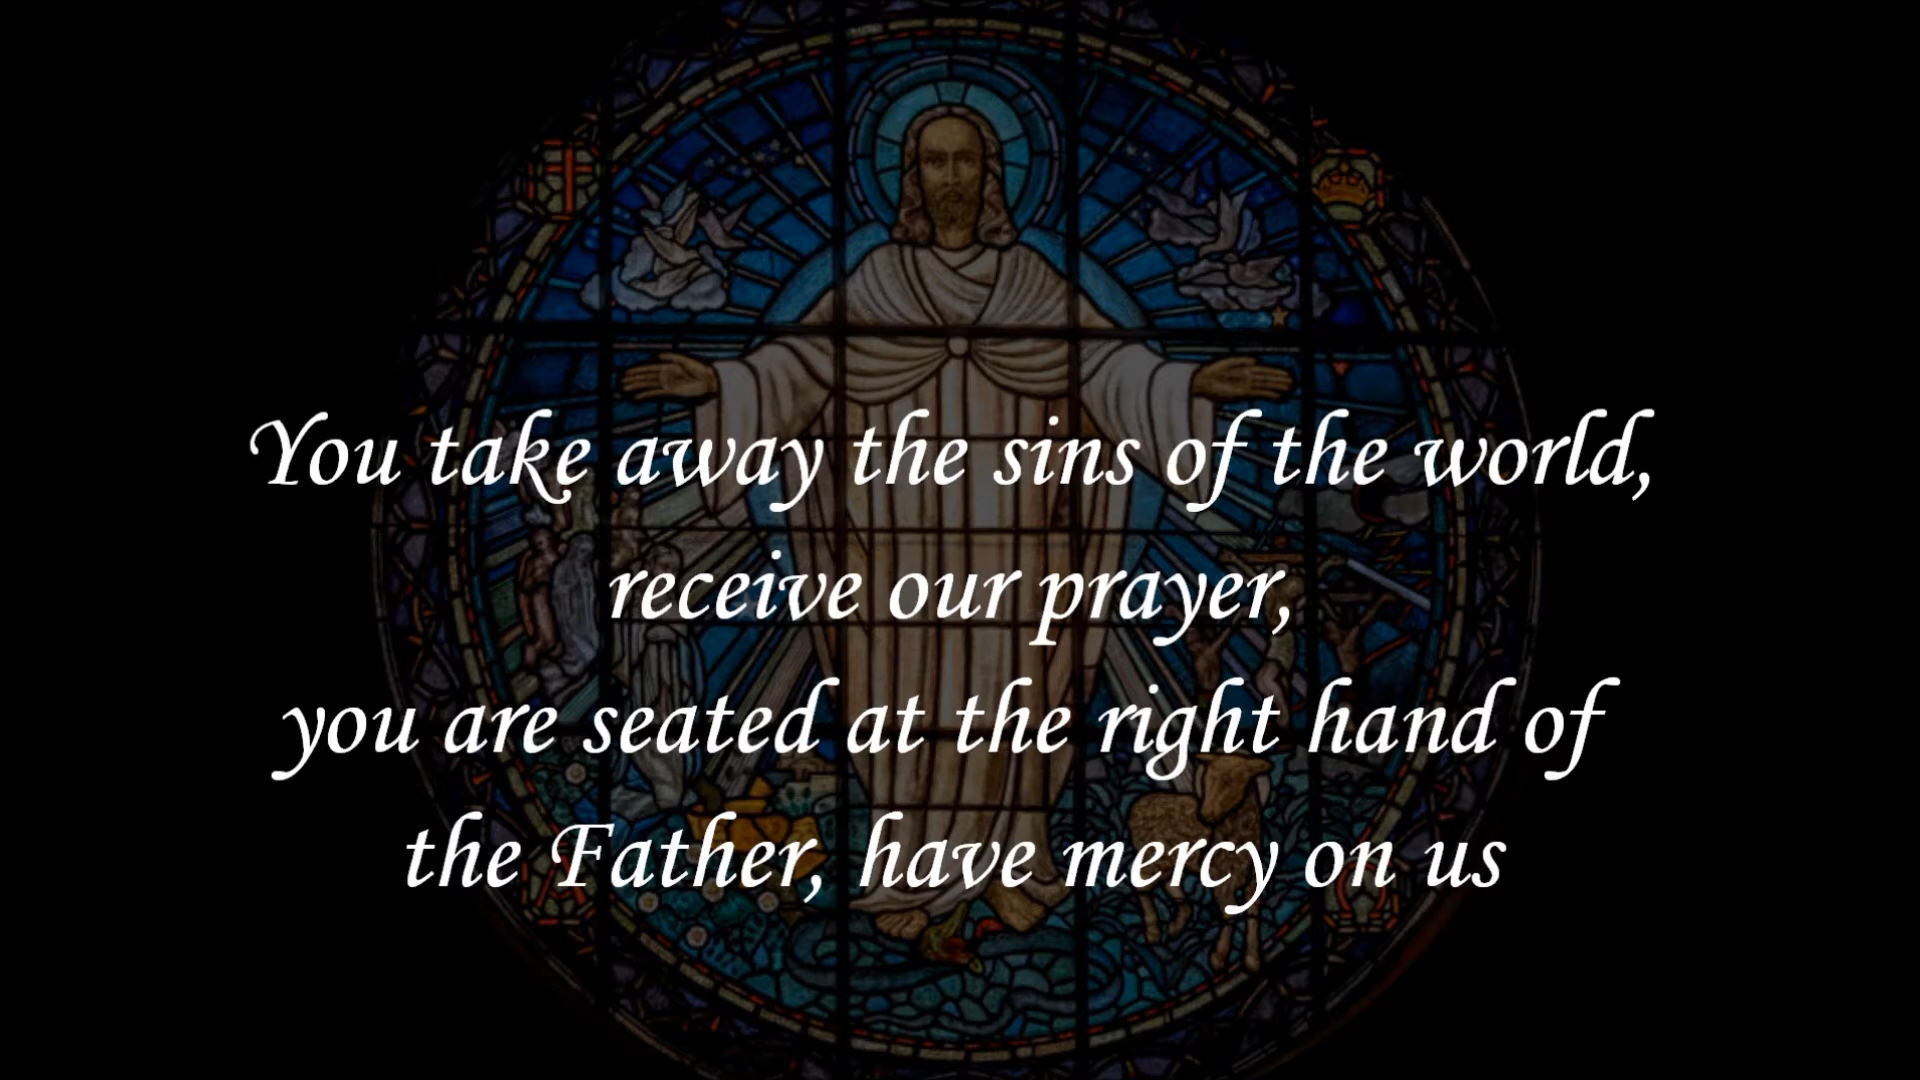 You take away the sins of the world,
receive our prayer,
you are seated at the right hand of
the Father, have mercy on us